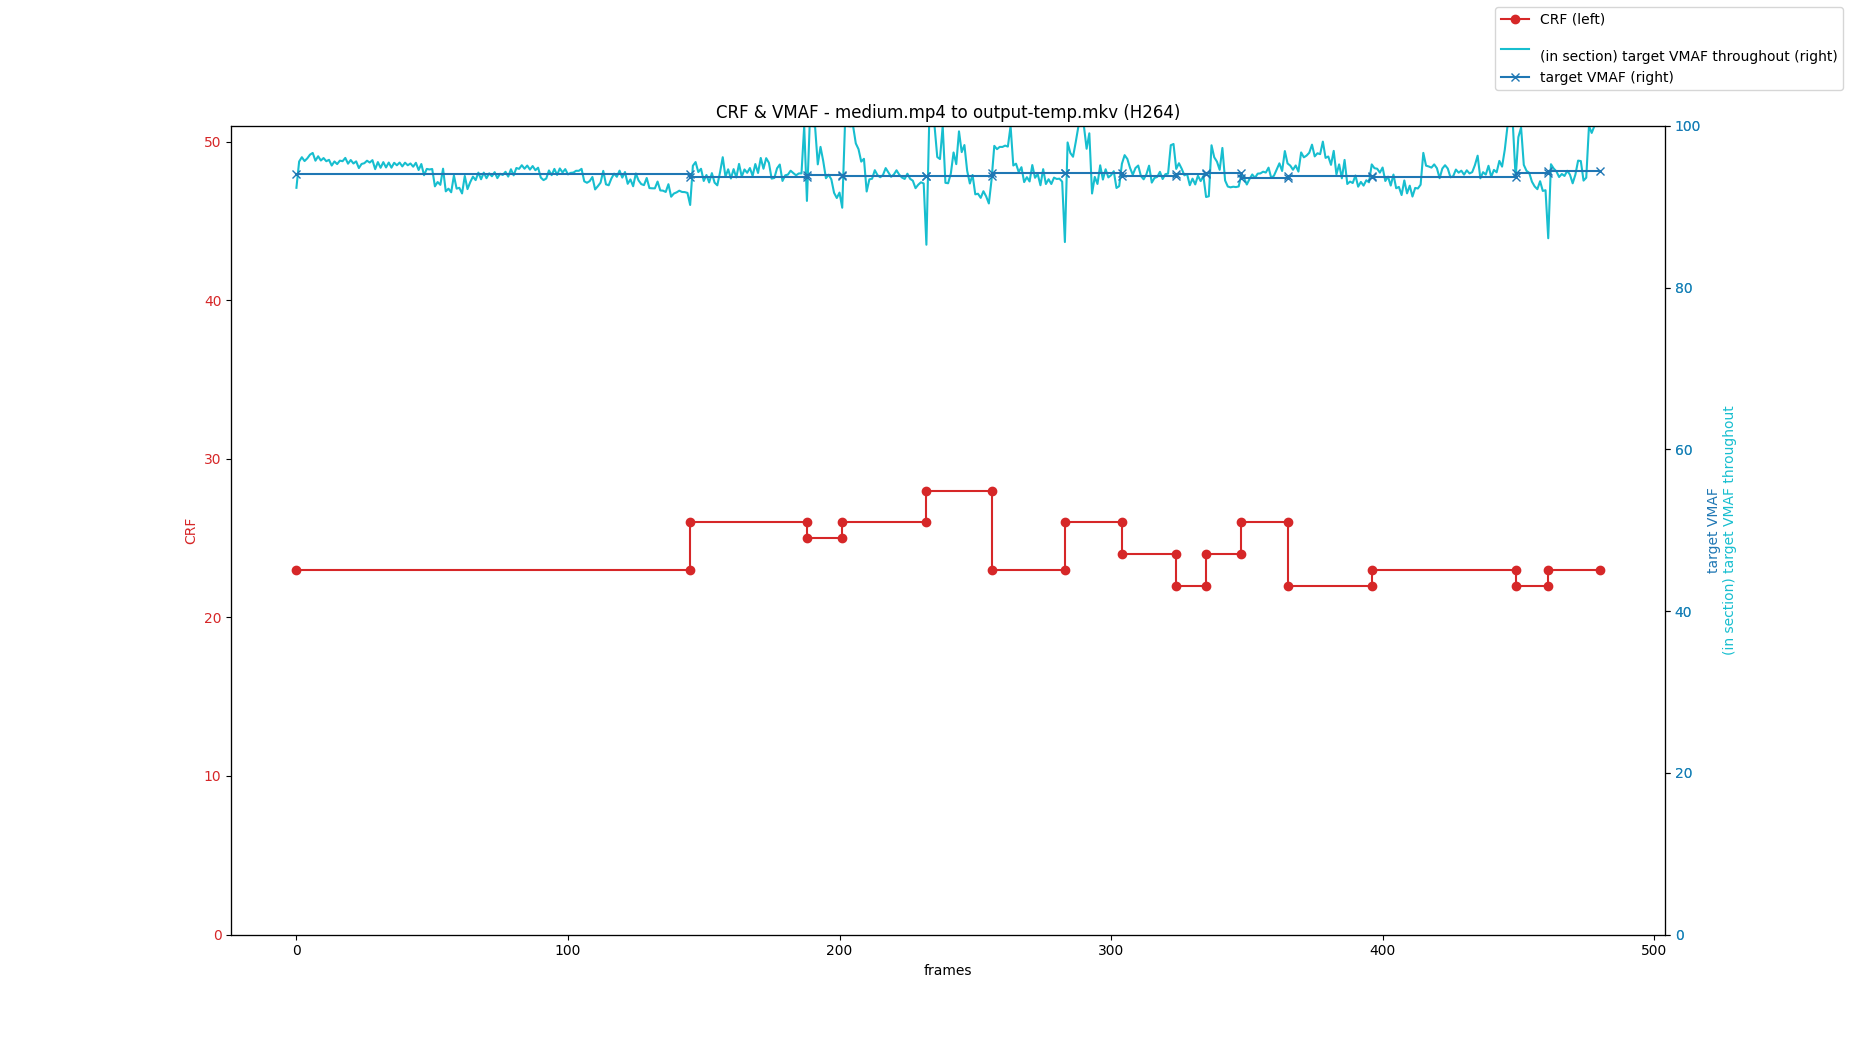 CRF (left)
(in section) target VMAF throughout (right)
target VMAF (right)
CRF & VMAF - medium.mp4 to output-temp.mkv (H264)
50
40
30
20
10
0
CRF
100
80
60
40
20
0
target VMAF
(in section) target VMAF throughout
0
100
200
300
400
500
frames